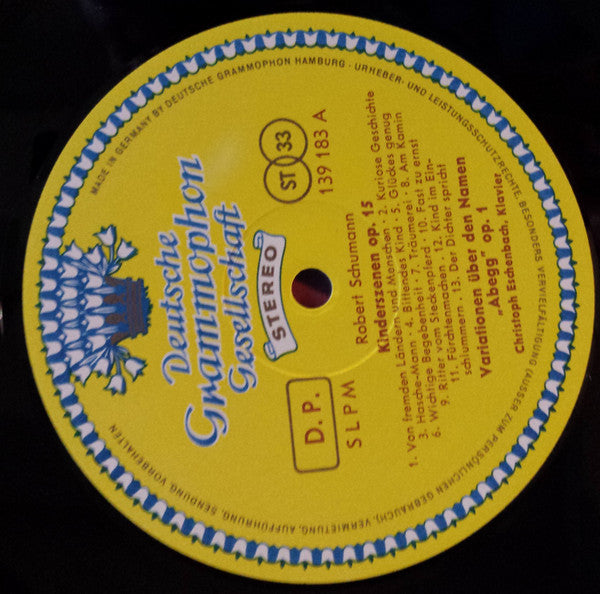 MADE IN GERMANY BY DEUTSCHE GRAMMOPHON HAMBURG · URHEBER- UND LEISTUNGSSCHUTZRECHTE, BESONDERS VERVIELFÄLTIGUNG (AUSSER ZUM PERSÖNLICHEN GEBRAUCH), VERMIETUNG, AUFFÜHRUNG, SENDUNG, VORBEHALTEN
Deutsche
Grammophon
Gesellschaft
STEREO
D. P.
ST 33
SLPM
139 183 A
Robert Schumann
Kinderszenen op. 15
1. Von fremden Ländern und Menschen · 2. Kuriose Geschichte
3. Hasche-Mann · 4. Bittendes Kind · 5. Glückes genug
6. Wichtige Begebenheit · 7. Träumerei · 8. Am Kamin
9. Ritter vom Steckenpferd · 10. Fast zu ernst
11. Fürchtenmachen · 12. Kind im Ein-
schlummern · 13. Der Dichter spricht
Variationen über den Namen
„Abegg" op. 1
Christoph Eschenbach, Klavier